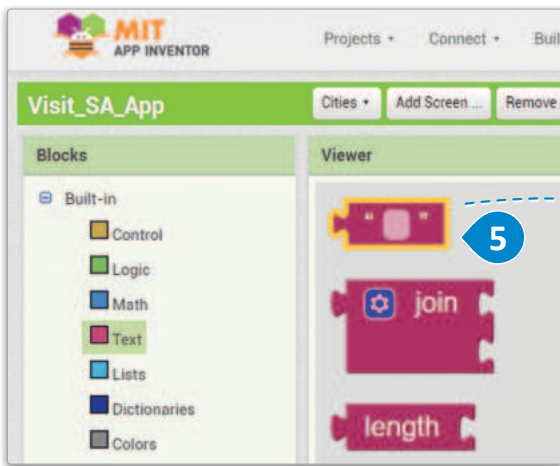 MIT
APP INVENTOR
Projects
Connect
Buil
Visit_SA_App
Cities
Add Screen ...
Remove
Blocks
Viewer
Built-in
Control
Logic
Math
Text
Lists
Dictionaries
Colors
" "
5
join
length